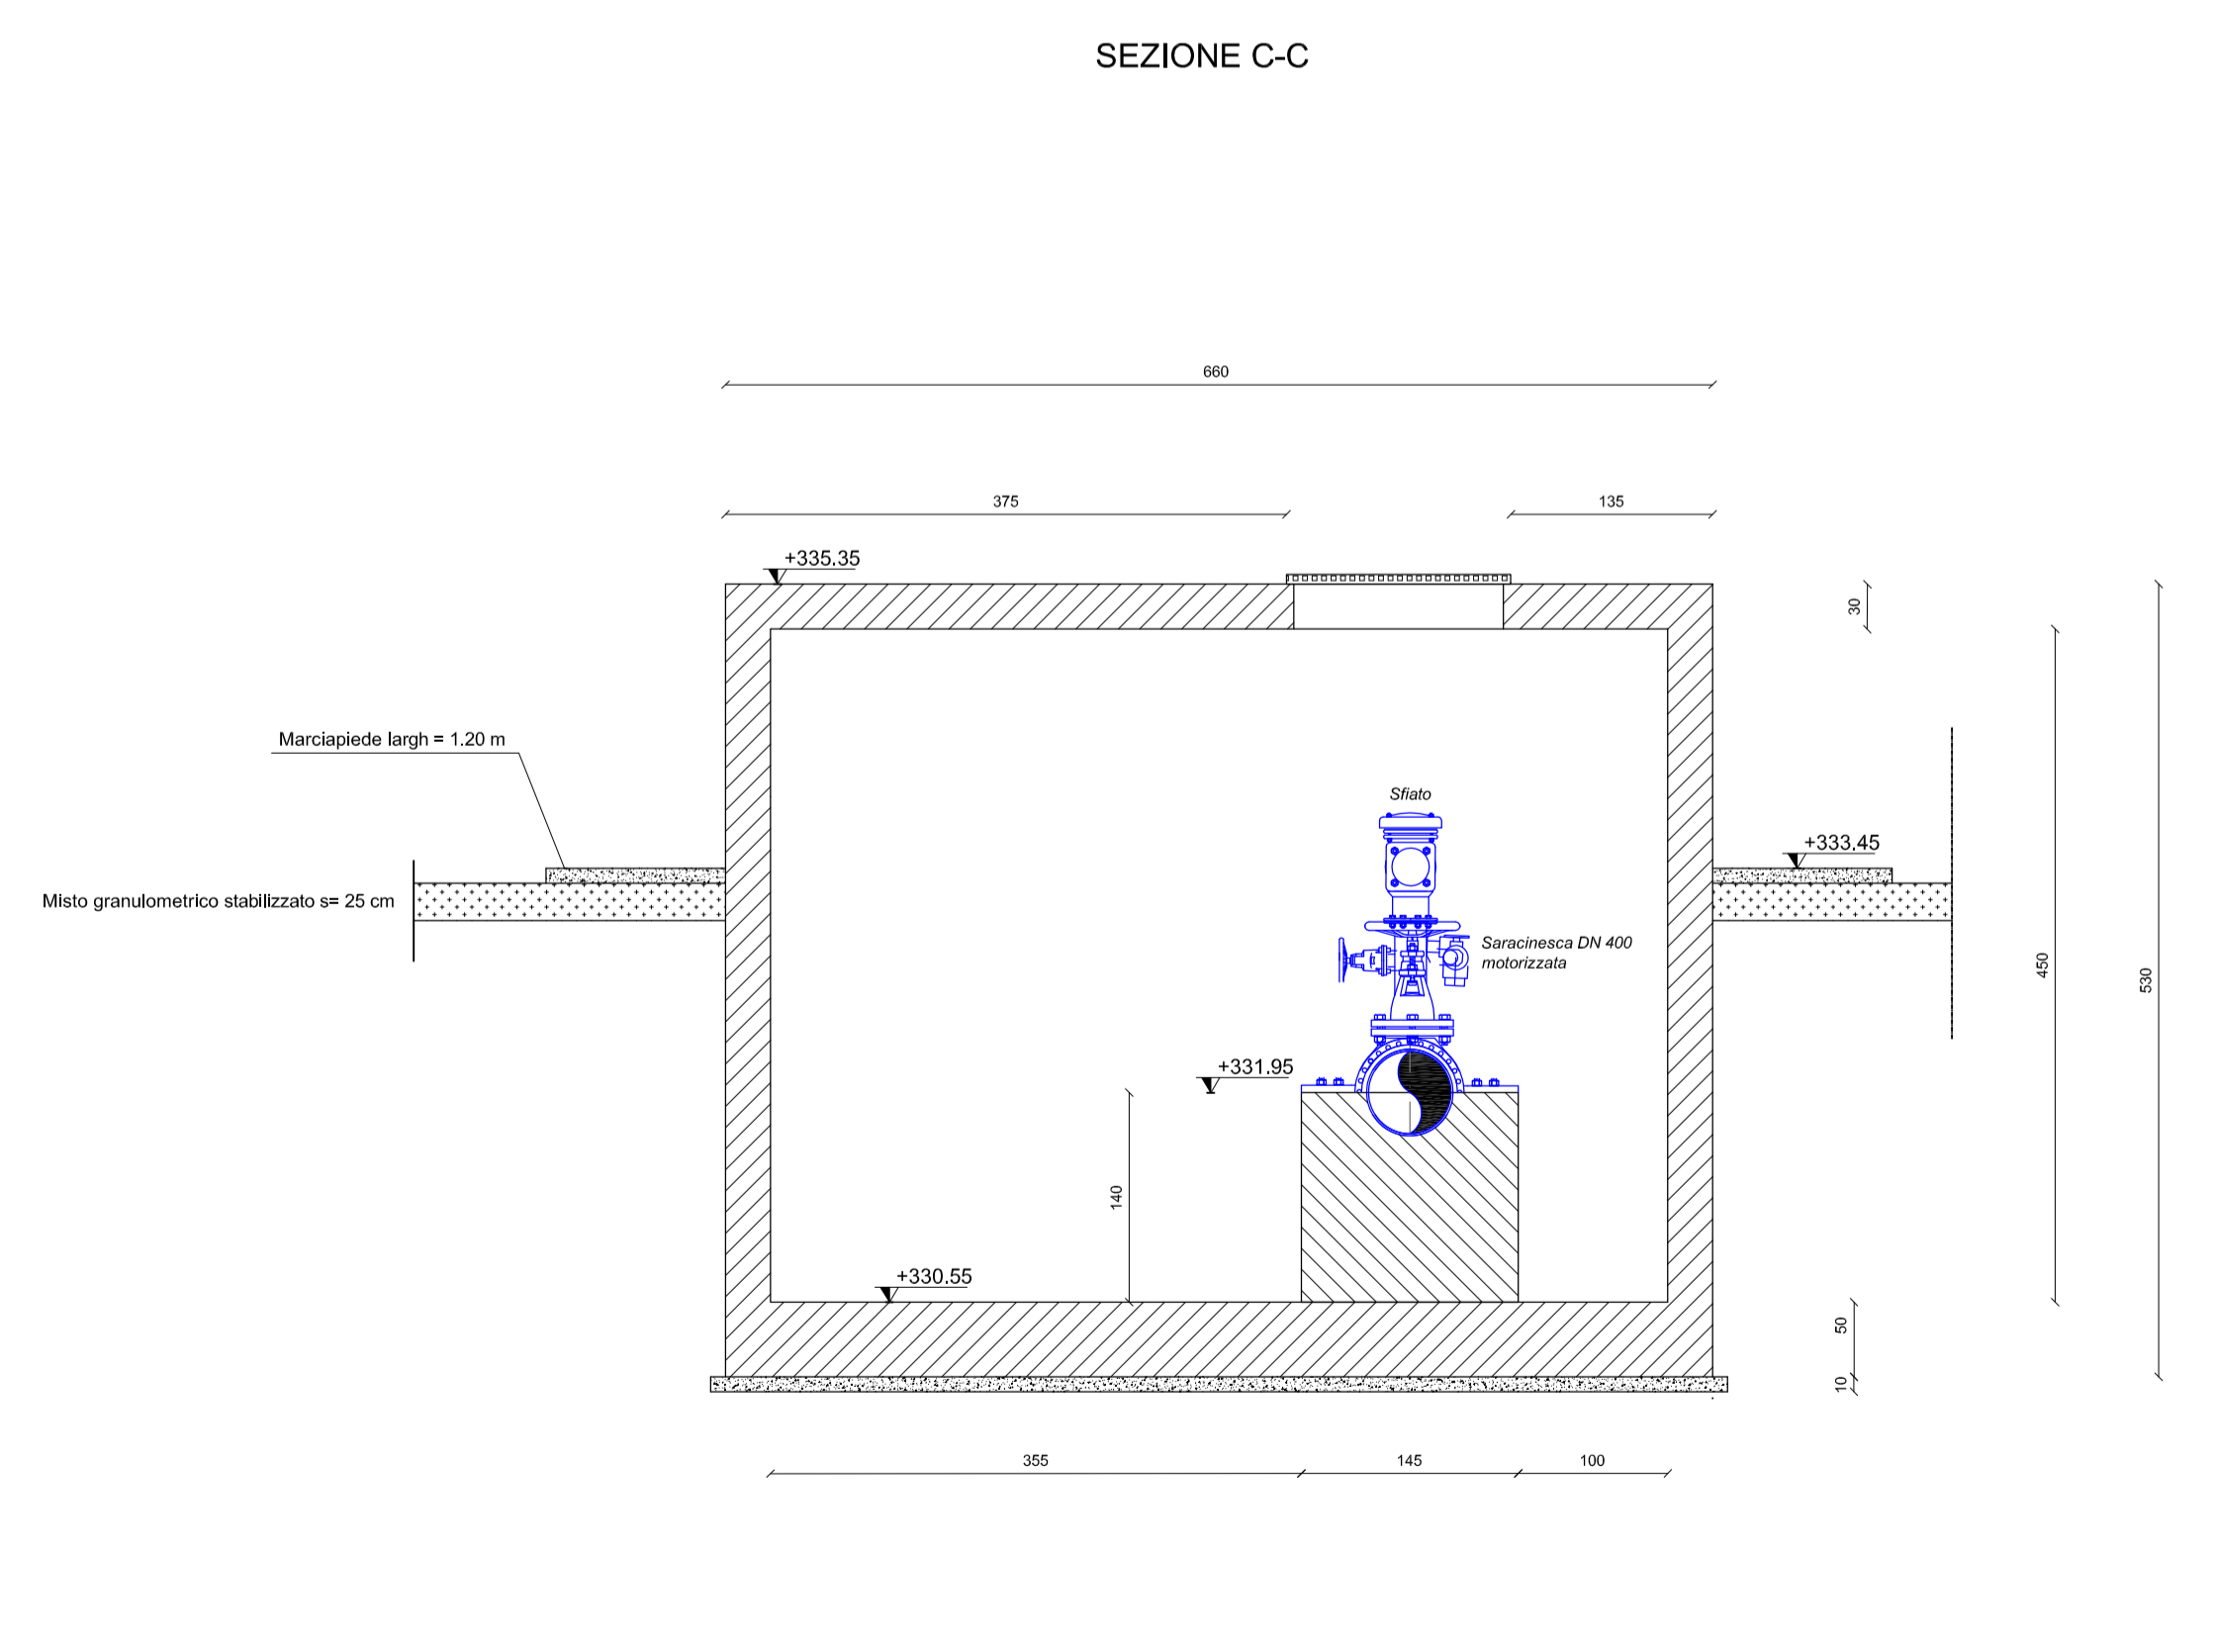 SEZIONE C-C
660
375
135
+335.35
30
Marciapiede largh = 1.20 m
Sfiato
+333.45
Misto granulometrico stabilizzato s= 25 cm
Saracinesca DN 400
motorizzata
450
530
+331.95
140
+330.55
50
10
355
145
100